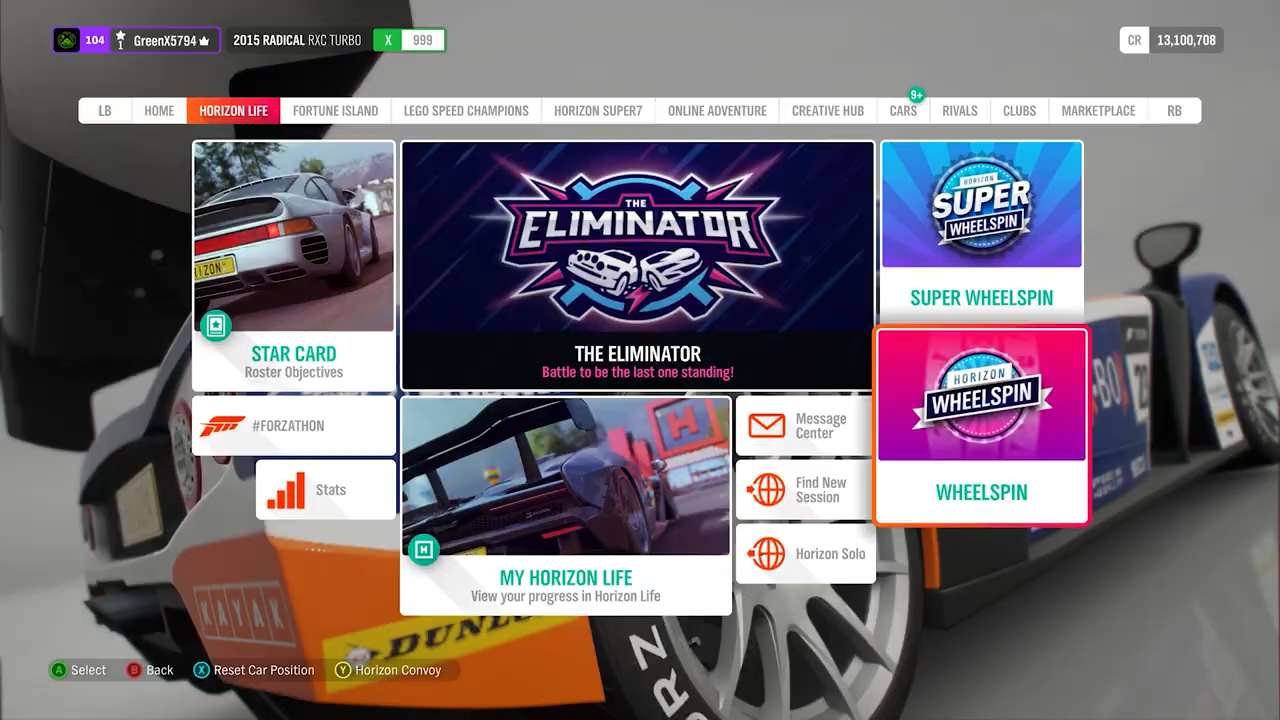 104 1 GreenX5794 2015 RADICAL RXC TURBO X 999
CR 13,100,708
LB HOME HORIZON LIFE FORTUNE ISLAND LEGO SPEED CHAMPIONS HORIZON SUPER7 ONLINE ADVENTURE CREATIVE HUB CARS 9+ RIVALS CLUBS MARKETPLACE RB
STAR CARD
Roster Objectives
THE
ELIMINATOR
THE ELIMINATOR
Battle to be the last one standing!
HORIZON
SUPER
WHEELSPIN
SUPER WHEELSPIN
HORIZON
WHEELSPIN
WHEELSPIN
#FORZATHON
Stats
H
MY HORIZON LIFE
View your progress in Horizon Life
Message
Center
Find New
Session
Horizon Solo
KAYAK
DUNLO
RZ
A Select B Back X Reset Car Position Y Horizon Convoy